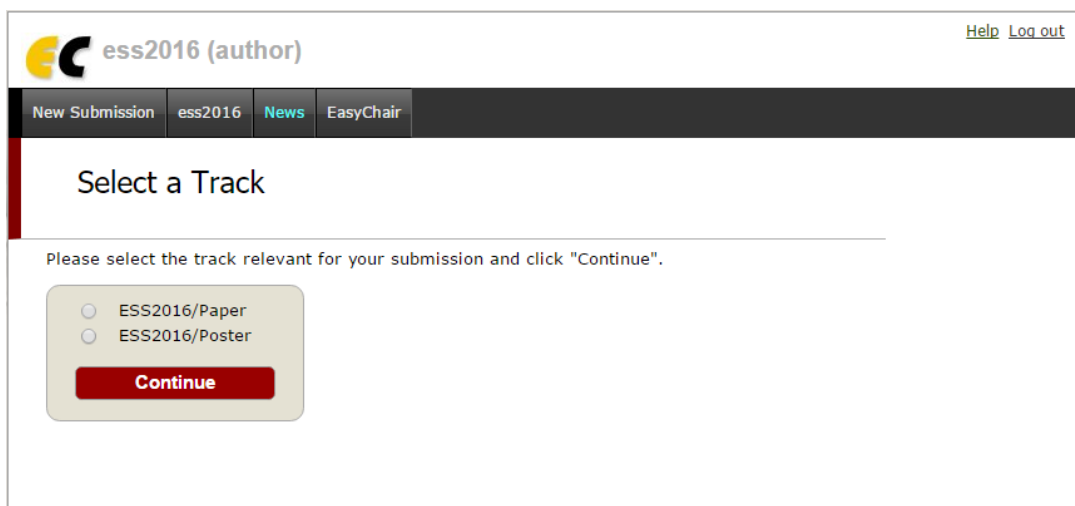 EC ess2016 (author)
Help Log out
New Submission ess2016 News EasyChair
Select a Track
Please select the track relevant for your submission and click "Continue".
ESS2016/Paper
ESS2016/Poster
Continue